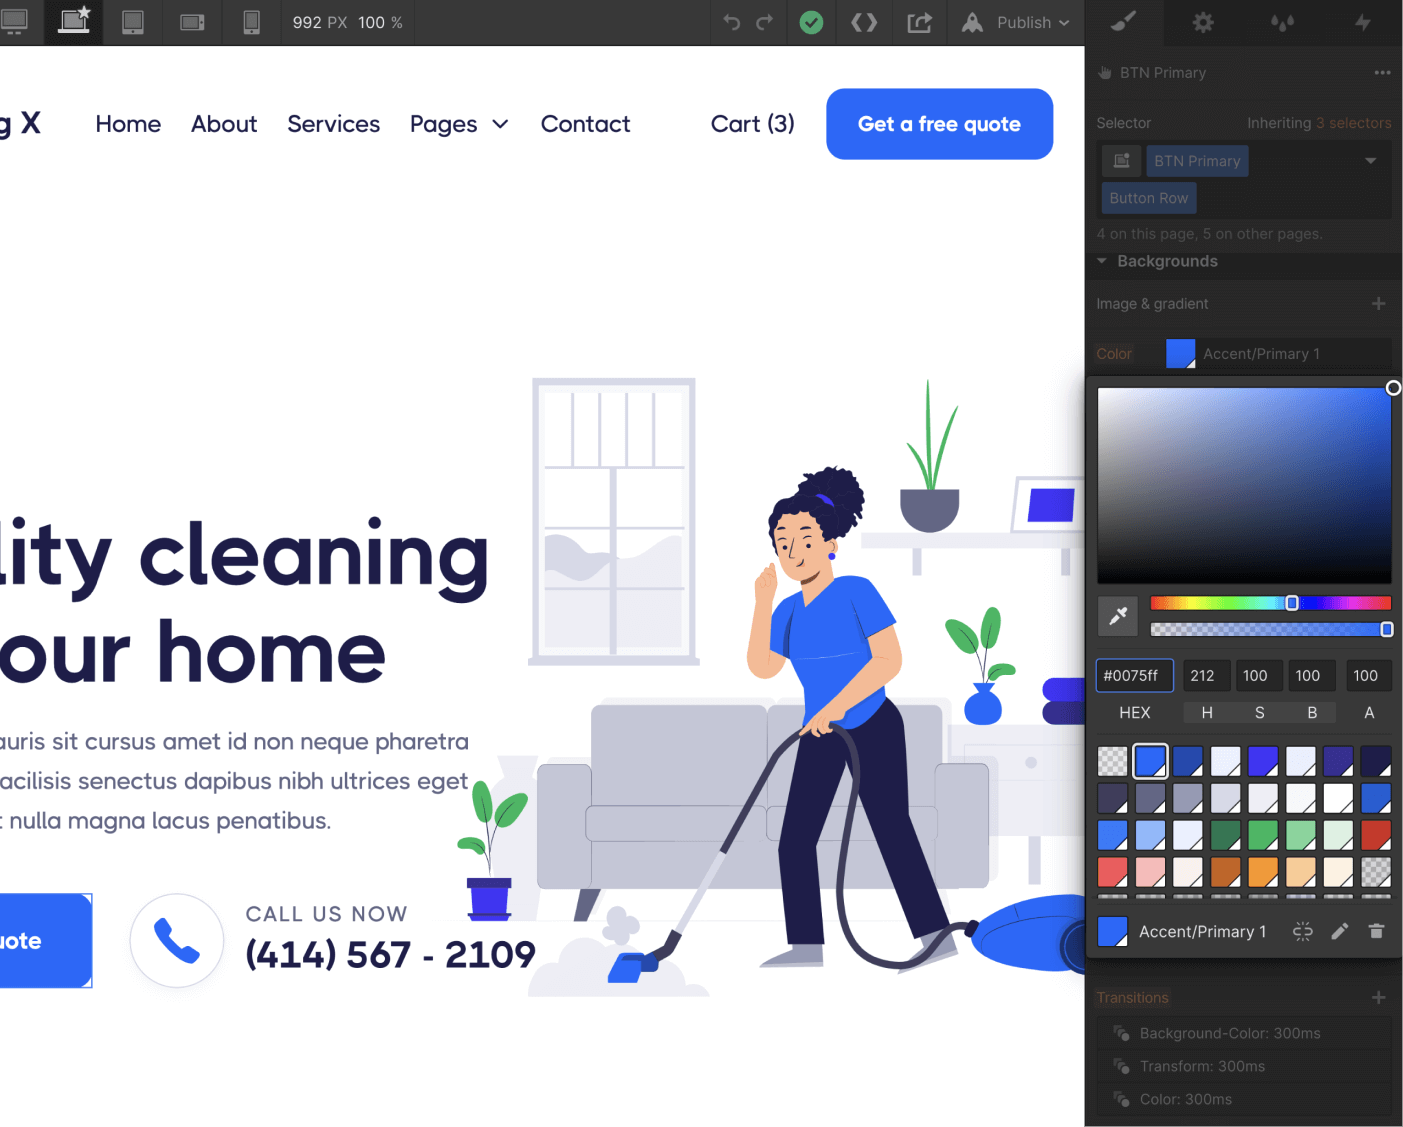 992 PX 100 %
Publish
g X
Home
About
Services
Pages
Contact
Cart (3)
Get a free quote
lity cleaning
our home
auris sit cursus amet id non neque pharetra
acilisis senectus dapibus nibh ultrices eget
t nulla magna lacus penatibus.
uote
CALL US NOW
(414) 567 - 2109
BTN Primary
Selector
Inheriting 3 selectors
BTN Primary
Button Row
4 on this page, 5 on other pages.
Backgrounds
Image & gradient
Color
Accent/Primary 1
#0075ff 212 100 100 100
HEX H S B A
Accent/Primary 1
Transitions
Background-Color: 300ms
Transform: 300ms
Color: 300ms